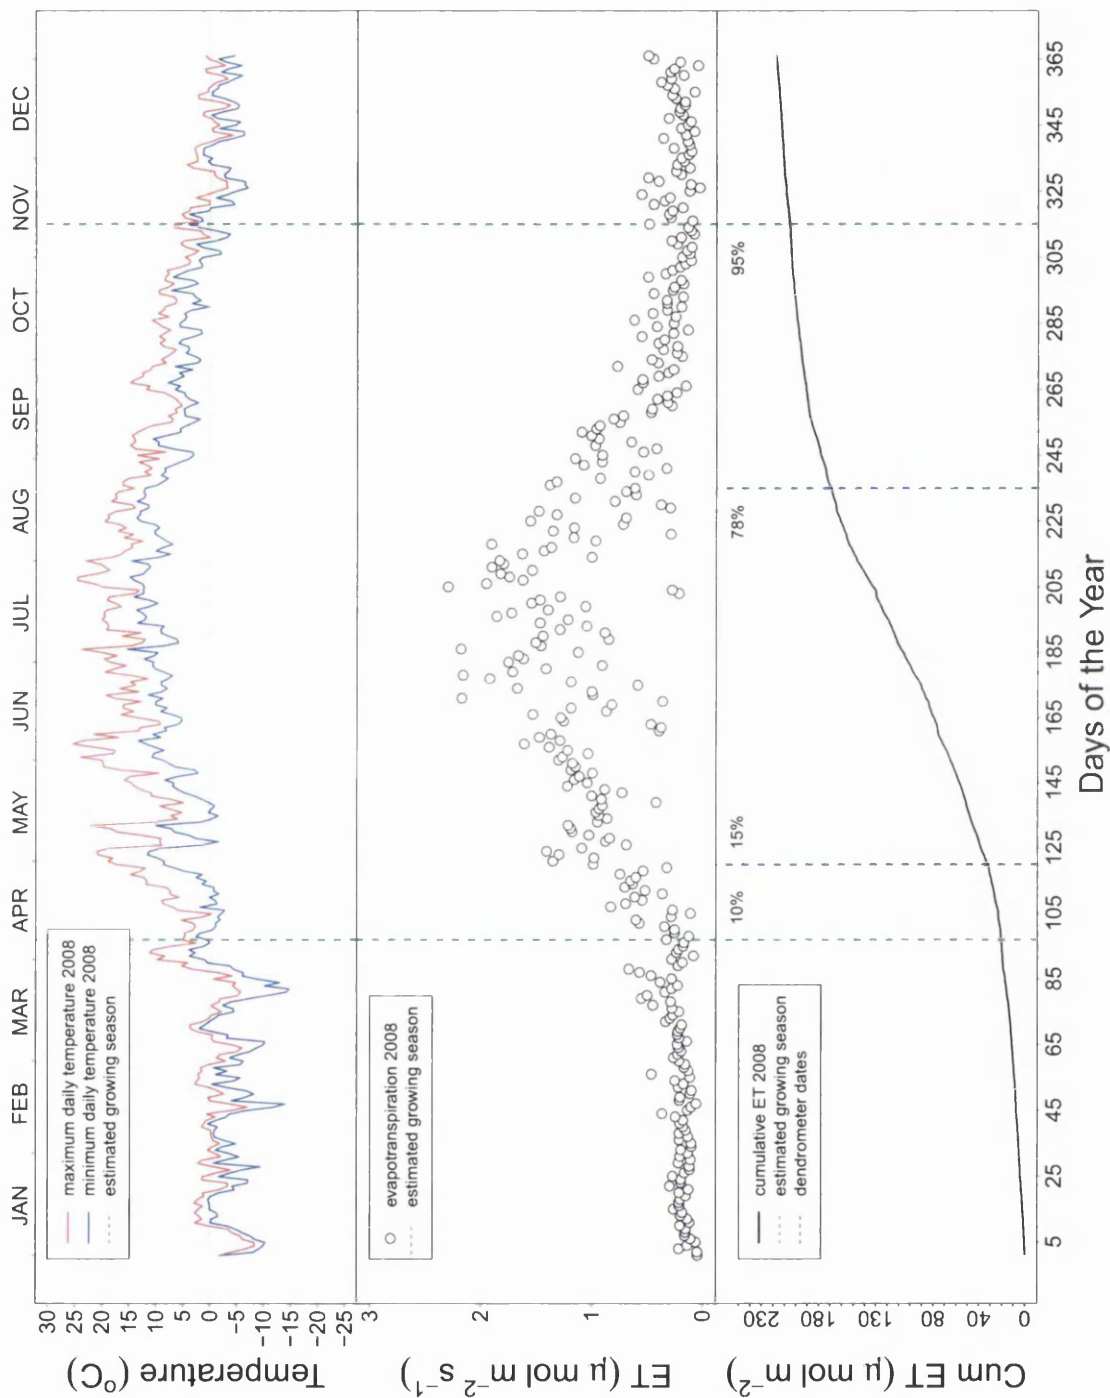 JAN FEB MAR APR MAY JUN JUL AUG SEP OCT NOV DEC
Temperature (°C)
30
25
20
15
10
5
0
-5
-10
-15
-20
-25
maximum daily temperature 2008
minimum daily temperature 2008
estimated growing season
ET (μ mol m⁻² s⁻¹)
3
2
1
0
evapotranspiration 2008
estimated growing season
Cum ET (μ mol m⁻²)
230
180
130
80
40
0
cumulative ET 2008
estimated growing season
dendrometer dates
10%
15%
78%
95%
5 25 45 65 85 105 125 145 165 185 205 225 245 265 285 305 325 345 365
Days of the Year